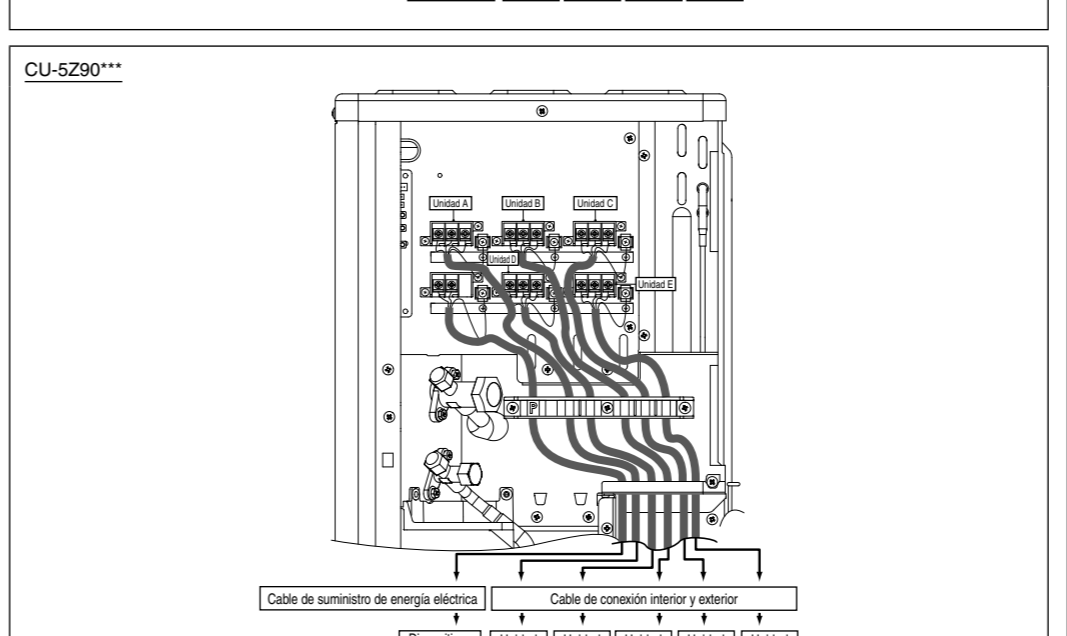 CU-5Z90***
Unidad A
Unidad B
Unidad C
Unidad D
Unidad E
P
Cable de suministro de energía eléctrica
Cable de conexión interior y exterior